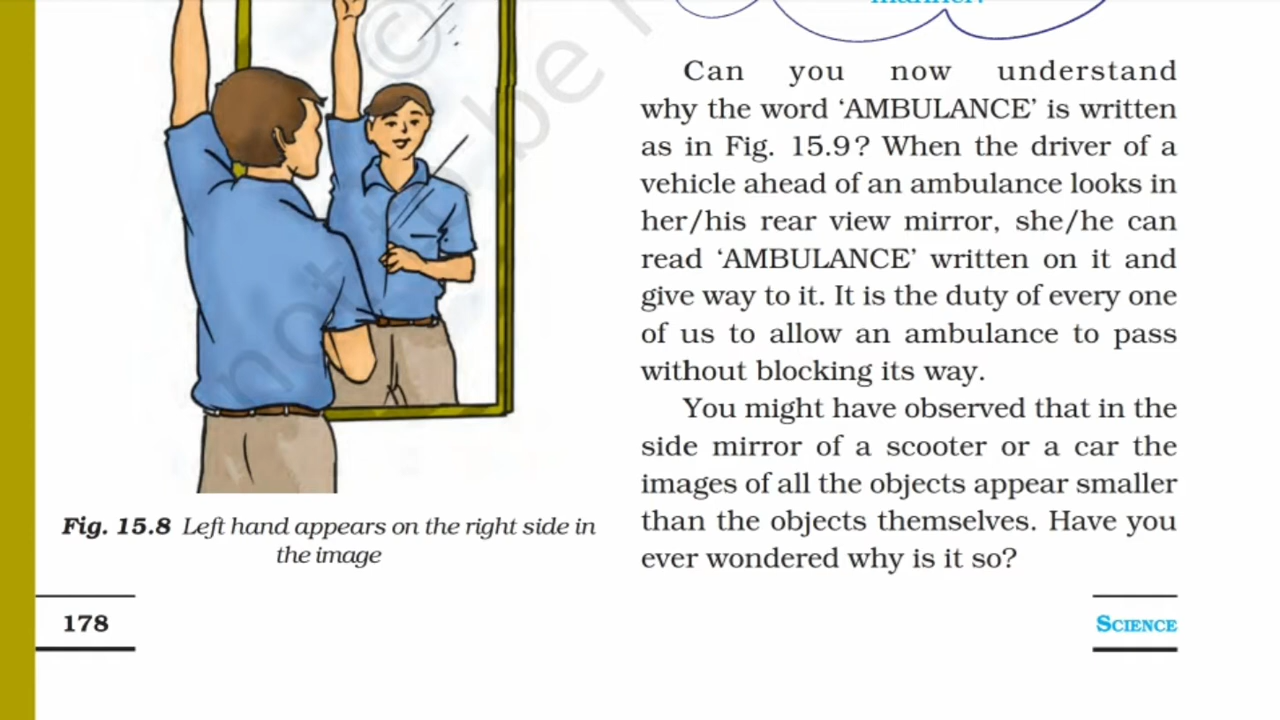 manner.
Can you now understand
why the word ‘AMBULANCE’ is written
as in Fig. 15.9? When the driver of a
vehicle ahead of an ambulance looks in
her/his rear view mirror, she/he can
read ‘AMBULANCE’ written on it and
give way to it. It is the duty of every one
of us to allow an ambulance to pass
without blocking its way.
You might have observed that in the
side mirror of a scooter or a car the
images of all the objects appear smaller
than the objects themselves. Have you
ever wondered why is it so?
Fig. 15.8 Left hand appears on the right side in
the image
178
SCIENCE
©
not to be r